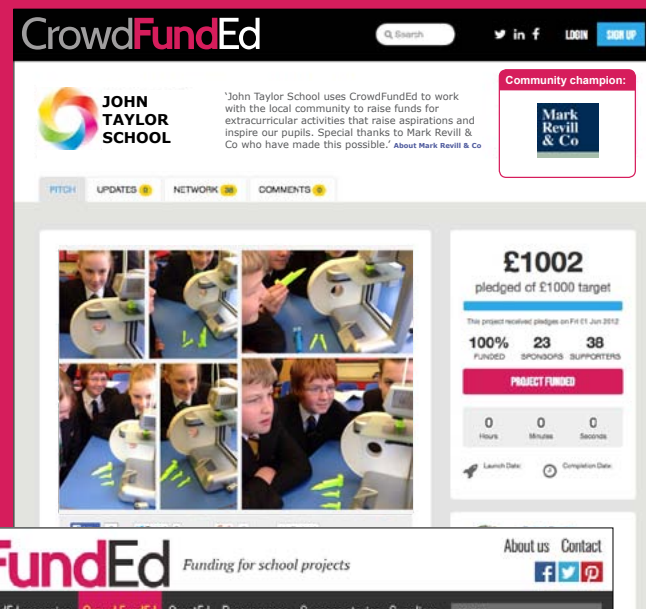 CrowdFundEd
Search
LOGIN
SIGN UP
JOHN
TAYLOR
SCHOOL
'John Taylor School uses CrowdFundEd to work
with the local community to raise funds for
extracurricular activities that raise aspirations and
inspire our pupils. Special thanks to Mark Revill &
Co who have made this possible.' About Mark Revill & Co
Community champion:
Mark
Revill
& Co
PITCH UPDATES 0 NETWORK 38 COMMENTS 0
£1002
pledged of £1000 target
This project received pledges on Fri 01 Jun 2012
100% 23 38
FUNDED SPONSORS SUPPORTERS
PROJECT FUNDED
0 0 0
Hours Minutes Seconds
Launch Date: Completion Date:
FundEd
Funding for school projects
About us Contact